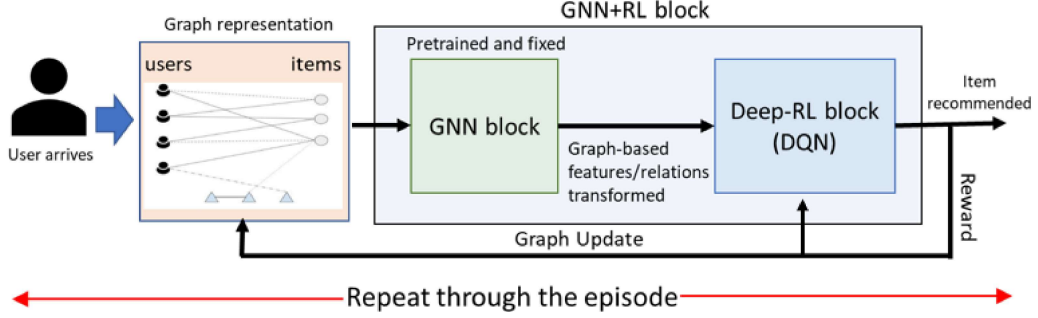 GNN+RL block
Graph representation
Pretrained and fixed
users
items
User arrives
GNN block
Graph-based
features/relations
transformed
Deep-RL block
(DQN)
Item
recommended
Reward
Graph Update
Repeat through the episode